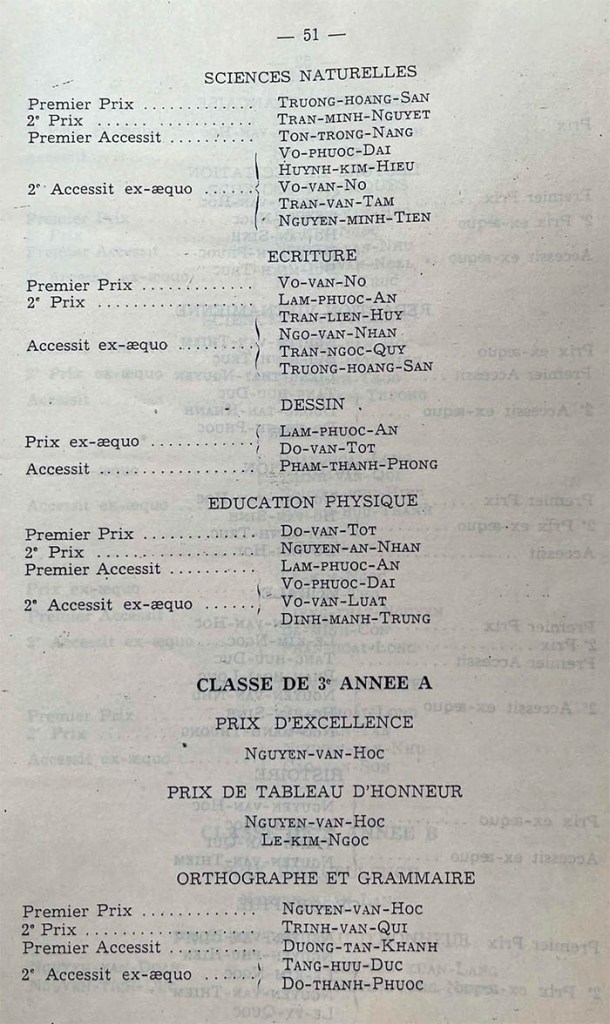 — 51 —
SCIENCES NATURELLES
Premier Prix ............. TRUONG-HOANG-SAN
2e Prix ...... ............ TRAN-MINH-NGUYET
Premier Accessit .......... TON-TRONG-NANG
VO-PHUOC-DAI
HUYNH-KIM-HIEU
2e Accessit ex-æquo ...... VO-VAN-NO
TRAN-VAN-TAM
NGUYEN-MINH-TIEN
ECRITURE
Premier Prix ............. VO-VAN-NO
2e Prix .................. LAM-PHUOC-AN
TRAN-LIEN-HUY
NGO-VAN-NHAN
Accessit ex-æquo ......... TRAN-NGOC-QUY
TRUONG-HOANG-SAN
DESSIN
LAM-PHUOC-AN
Prix ex-æquo ............ DO-VAN-TOT
Accessit .................. PHAM-THANH-PHONG
EDUCATION PHYSIQUE
Premier Prix ............. DO-VAN-TOT
2e Prix .................. NGUYEN-AN-NHAN
Premier Accessit .......... LAM-PHUOC-AN
VO-PHUOC-DAI
2e Accessit ex-æquo ...... VO-VAN-LUAT
DINH-MANH-TRUNG
CLASSE DE 3e ANNEE A
PRIX D'EXCELLENCE
NGUYEN-VAN-HOC
PRIX DE TABLEAU D'HONNEUR
NGUYEN-VAN-HOC
LE-KIM-NGOC
ORTHOGRAPHE ET GRAMMAIRE
Premier Prix ............. NGUYEN-VAN-HOC
2e Prix .................. TRINH-VAN-QUI
Premier Accessit .......... DUONG-TAN-KHANH
TANG-HUU-DUC
2e Accessit ex-æquo ...... DO-THANH-PHUOC